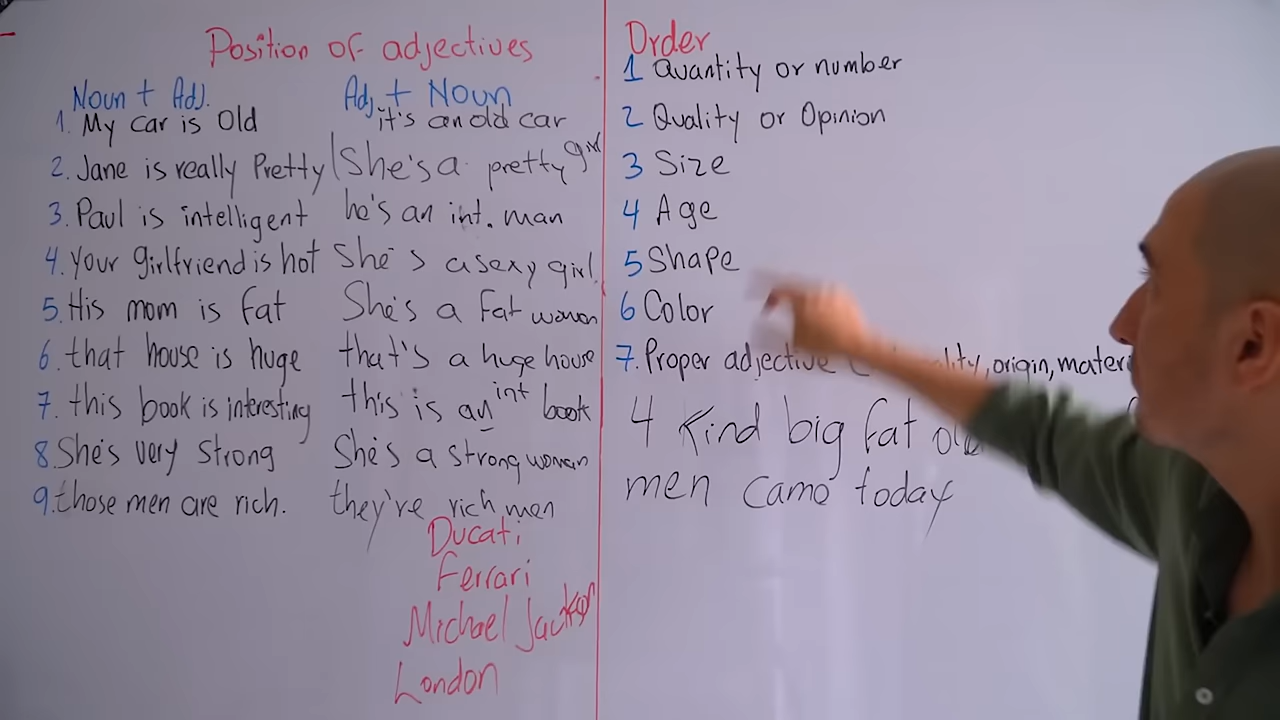 Position of adjectives
Noun + Adj.
1. My car is Old
2. Jane is really Pretty
3. Paul is intelligent
4. Your girlfriend is hot
5. His mom is fat
6. that house is huge
7. this book is interesting
8. She's very strong
9. those men are rich.
Adj. + Noun
it's an old car
She's a pretty girl
he's an int. man
She's a sexy girl.
She's a fat woman
that's a huge house
this is an int book
She's a strong woman
they're rich men
Ducati
Ferrari
Michael Jackson
London
Order
1 Quantity or number
2 Quality or Opinion
3 Size
4 Age
5 Shape
6 Color
7. Proper adjective origin,
4 Kind big fat
men came today